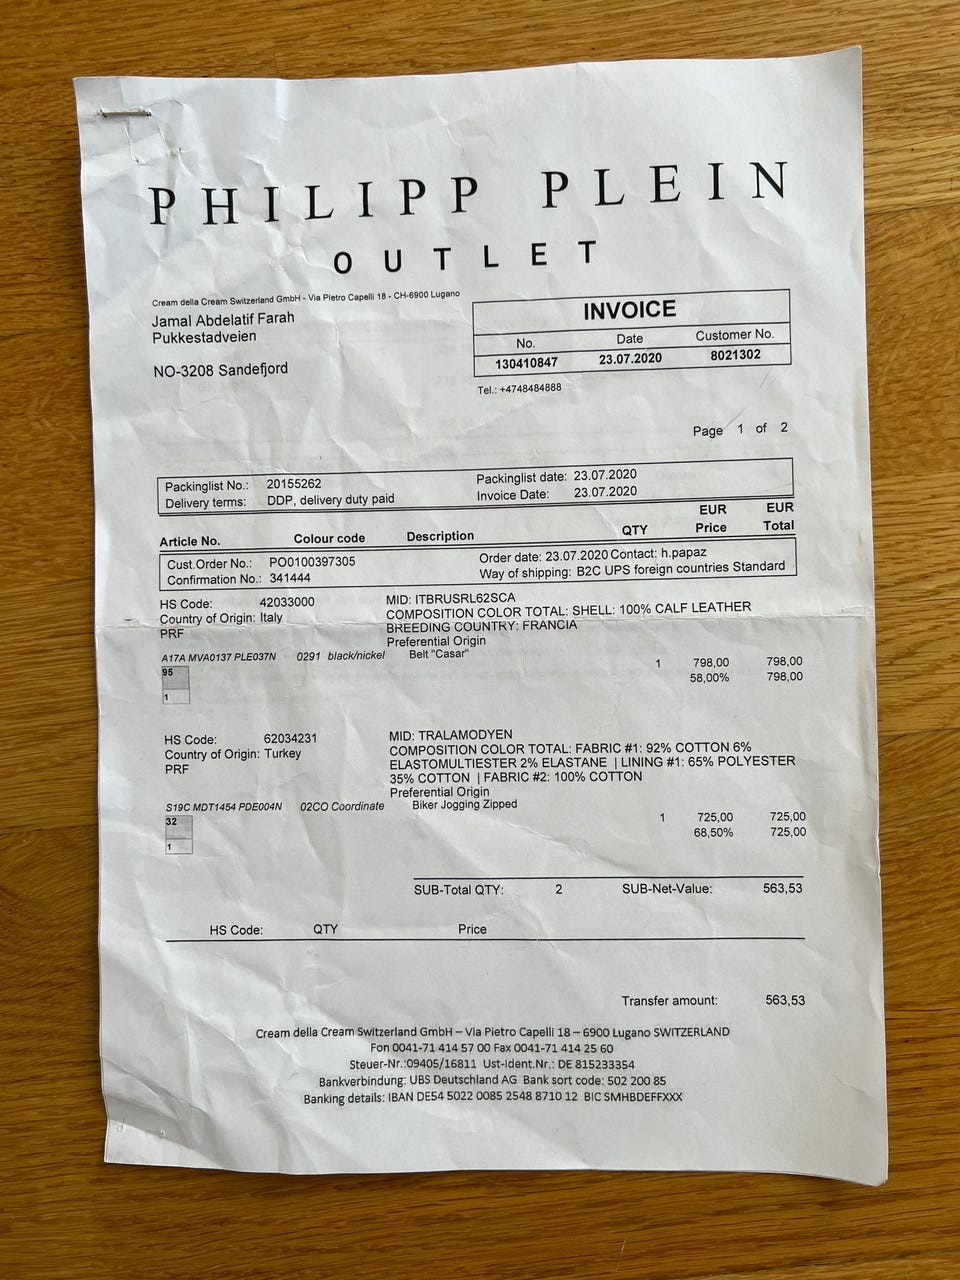 PHILIPP PLEIN
OUTLET
Cream della Cream Switzerland GmbH - Via Pietro Capelli 18 - CH-6900 Lugano
Jamal Abdelatif Farah
Pukkestadveien
NO-3208 Sandefjord
INVOICE
No. Date Customer No.
130410847 23.07.2020 8021302
Tel.: +4748484888
Page 1 of 2
Packinglist No.: 20155262 Packinglist date: 23.07.2020
Delivery terms: DDP, delivery duty paid Invoice Date: 23.07.2020
EUR EUR
Article No. Colour code Description QTY Price Total
Cust.Order No.: PO0100397305 Order date: 23.07.2020 Contact: h.papaz
Confirmation No.: 341444 Way of shipping: B2C UPS foreign countries Standard
HS Code: 42033000 MID: ITBRUSRL62SCA
Country of Origin: Italy COMPOSITION COLOR TOTAL: SHELL: 100% CALF LEATHER
PRF BREEDING COUNTRY: FRANCIA
Preferential Origin
A17A MVA0137 PLE037N 0291 black/nickel Belt "Casar" 1 798,00 798,00
95 58,00% 798,00
1
HS Code: 62034231 MID: TRALAMODYEN
Country of Origin: Turkey COMPOSITION COLOR TOTAL: FABRIC #1: 92% COTTON 6%
PRF ELASTOMULTIESTER 2% ELASTANE | LINING #1: 65% POLYESTER
35% COTTON | FABRIC #2: 100% COTTON
Preferential Origin
S19C MDT1454 PDE004N 02CO Coordinate Biker Jogging Zipped 1 725,00 725,00
32 68,50% 725,00
1
SUB-Total QTY: 2 SUB-Net-Value: 563,53
HS Code: QTY Price
Transfer amount: 563,53
Cream della Cream Switzerland GmbH – Via Pietro Capelli 18 – 6900 Lugano SWITZERLAND
Fon 0041-71 414 57 00 Fax 0041-71 414 25 60
Steuer-Nr.:09405/16811 Ust-Ident.Nr.: DE 815233354
Bankverbindung: UBS Deutschland AG Bank sort code: 502 200 85
Banking details: IBAN DE54 5022 0085 2548 8710 12 BIC SMHBDEFFXXX